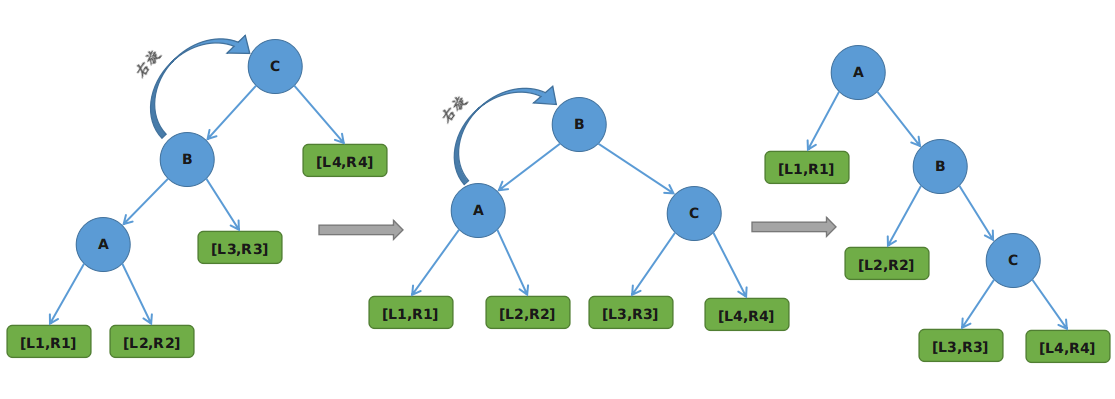 右旋
C
B
[L4,R4]
A
[L3,R3]
[L1,R1]
[L2,R2]
右旋
B
A
C
[L1,R1]
[L2,R2]
[L3,R3]
[L4,R4]
A
[L1,R1]
B
[L2,R2]
C
[L3,R3]
[L4,R4]